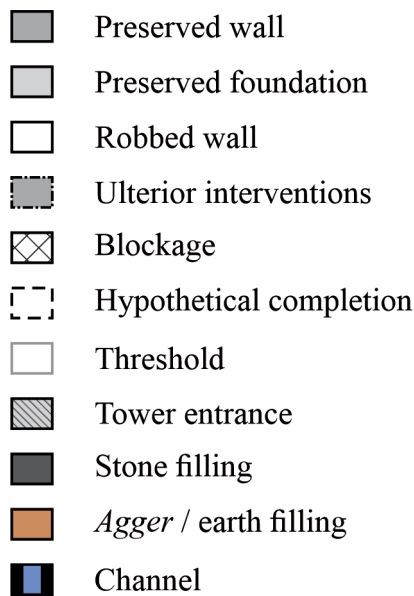 Preserved wall
Preserved foundation
Robbed wall
Ulterior interventions
Blockage
Hypothetical completion
Threshold
Tower entrance
Stone filling
Agger / earth filling
Channel